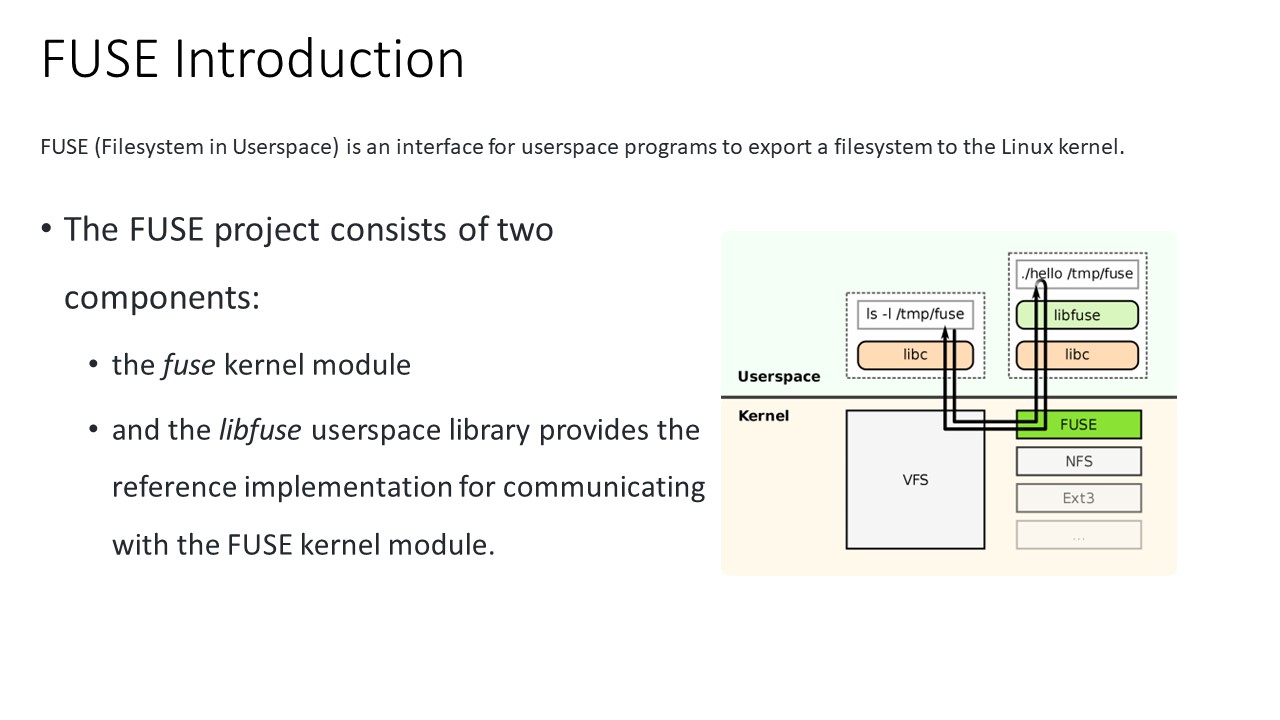 FUSE Introduction
FUSE (Filesystem in Userspace) is an interface for userspace programs to export a filesystem to the Linux kernel.
• The FUSE project consists of two
components:
• the fuse kernel module
• and the libfuse userspace library provides the
reference implementation for communicating
with the FUSE kernel module.
./hello /tmp/fuse
ls -l /tmp/fuse
libfuse
libc
libc
Userspace
Kernel
FUSE
NFS
VFS
Ext3
...